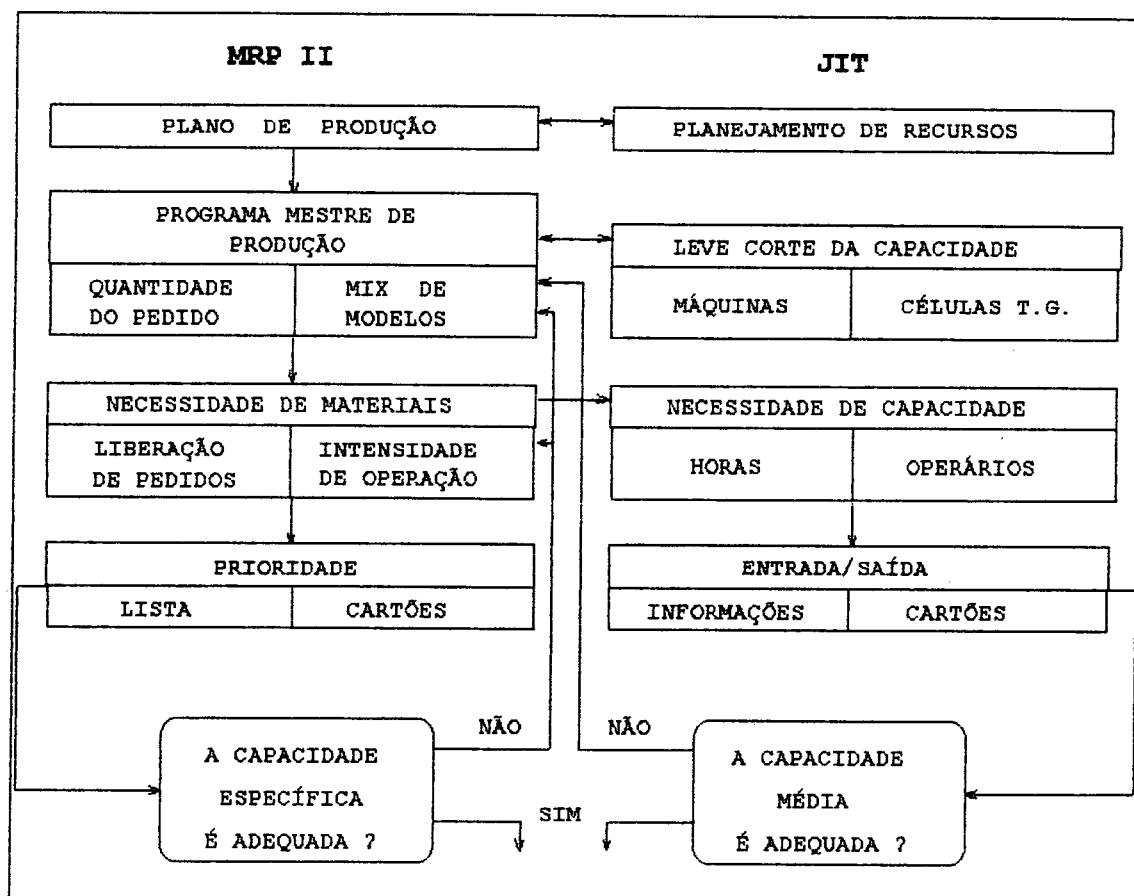 MRP II
JIT
PLANO DE PRODUÇÃO
PLANEJAMENTO DE RECURSOS
PROGRAMA MESTRE DE
PRODUÇÃO
LEVE CORTE DA CAPACIDADE
QUANTIDADE
DO PEDIDO
MIX DE
MODELOS
MÁQUINAS
CÉLULAS T.G.
NECESSIDADE DE MATERIAIS
NECESSIDADE DE CAPACIDADE
LIBERAÇÃO
DE PEDIDOS
INTENSIDADE
DE OPERAÇÃO
HORAS
OPERÁRIOS
PRIORIDADE
ENTRADA/SAÍDA
LISTA
CARTÕES
INFORMAÇÕES
CARTÕES
NÃO
NÃO
A CAPACIDADE
ESPECÍFICA
É ADEQUADA ?
SIM
A CAPACIDADE
MÉDIA
É ADEQUADA ?